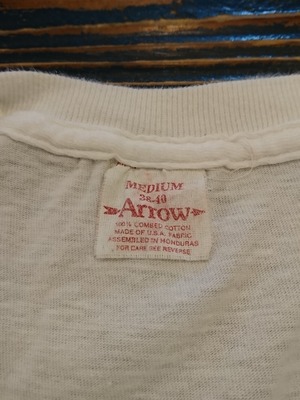 MEDIUM
38-40
Arrow
100% COMBED COTTON
MADE OF U.S.A. FABRIC
ASSEMBLED IN HONDURAS
FOR CARE SEE REVERSE